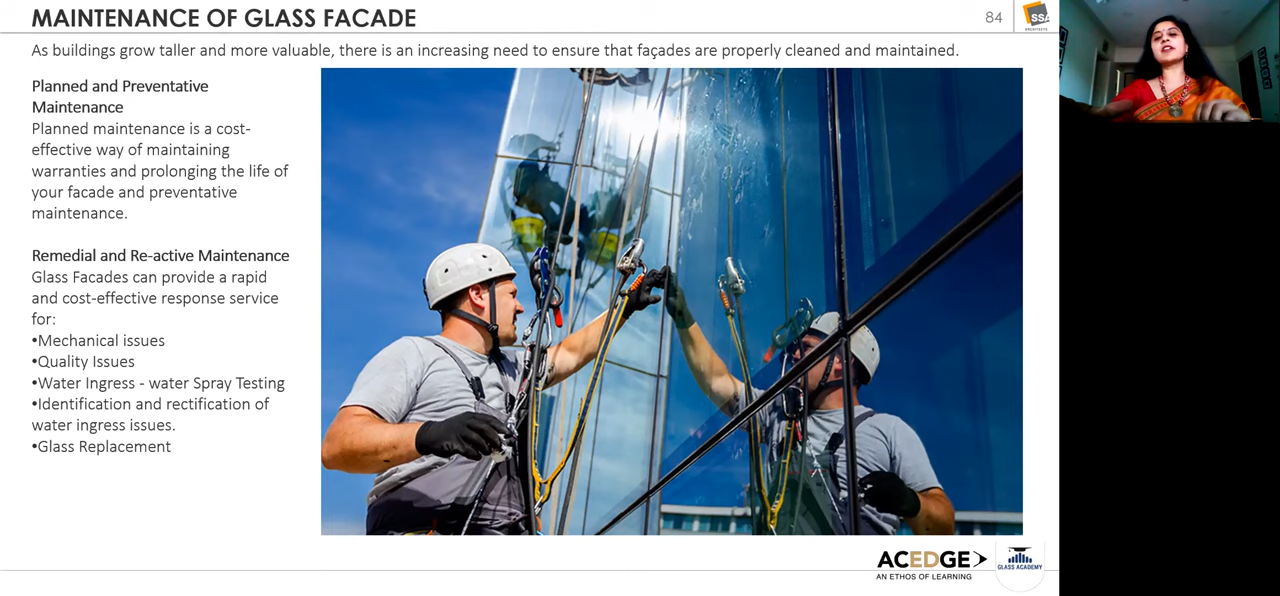 MAINTENANCE OF GLASS FACADE
84
SSA
ARCHITECTS
As buildings grow taller and more valuable, there is an increasing need to ensure that façades are properly cleaned and maintained.
Planned and Preventative
Maintenance
Planned maintenance is a cost-
effective way of maintaining
warranties and prolonging the life of
your facade and preventative
maintenance.
Remedial and Re-active Maintenance
Glass Facades can provide a rapid
and cost-effective response service
for:
•Mechanical issues
•Quality Issues
•Water Ingress - water Spray Testing
•Identification and rectification of
water ingress issues.
•Glass Replacement
ACEDGE
AN ETHOS OF LEARNING
GLASS ACADEMY